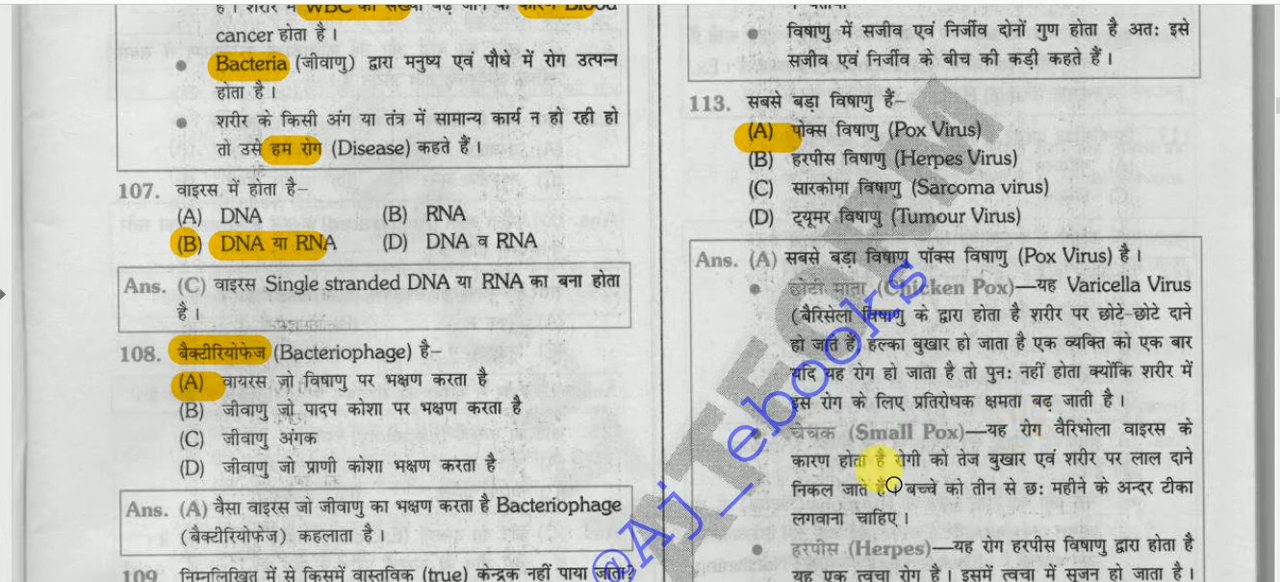 है। शरीर में WBC की संख्या बढ़ जाने के कारण Blood
cancer होता है।
● Bacteria (जीवाणु) द्वारा मनुष्य एवं पौधे में रोग उत्पन्न
होता है।
● शरीर के किसी अंग या तंत्र में सामान्य कार्य न हो रही हो
तो उसे हम रोग (Disease) कहते हैं।
107. वाइरस में होता है–
(A) DNA (B) RNA
(B) DNA या RNA (D) DNA व RNA
Ans. (C) वाइरस Single stranded DNA या RNA का बना होता
है।
108. बैक्टीरियोफेज (Bacteriophage) है–
(A) वायरस जो विषाणु पर भक्षण करता है
(B) जीवाणु जो पादप कोशा पर भक्षण करता है
(C) जीवाणु अंगक
(D) जीवाणु जो प्राणी कोशा भक्षण करता है
Ans. (A) वैसा वाइरस जो जीवाणु का भक्षण करता है Bacteriophage
(बैक्टीरियोफेज) कहलाता है।
109 निम्नलिखित में से किसमें वास्तविक (true) केन्द्रक नहीं पाया जाता?
● विषाणु में सजीव एवं निर्जीव दोनों गुण होता है अत: इसे
सजीव एवं निर्जीव के बीच की कड़ी कहते हैं।
113. सबसे बड़ा विषाणु हैं–
(A) पोक्स विषाणु (Pox Virus)
(B) हरपीस विषाणु (Herpes Virus)
(C) सारकोमा विषाणु (Sarcoma virus)
(D) ट्यूमर विषाणु (Tumour Virus)
Ans. (A) सबसे बड़ा विषाणु पॉक्स विषाणु (Pox Virus) है।
● छोटी माता (Chicken Pox)—यह Varicella Virus
(बैरिसेला विषाणु के द्वारा होता है शरीर पर छोटे-छोटे दाने
हो जाते हैं, हल्का बुखार हो जाता है एक व्यक्ति को एक बार
यदि यह रोग हो जाता है तो पुन: नहीं होता क्योंकि शरीर में
इस रोग के लिए प्रतिरोधक क्षमता बढ़ जाती है।
● चेचक (Small Pox)—यह रोग वैरिभोला वाइरस के
कारण होता है रोगी को तेज बुखार एवं शरीर पर लाल दाने
निकल जाते हैं। बच्चे को तीन से छ: महीने के अन्दर टीका
लगवाना चाहिए।
● हरपीस (Herpes)—यह रोग हरपीस विषाणु द्वारा होता है
यह एक त्वचा रोग है। इसमें त्वचा में सूजन हो जाता है।
@Aj_ebooks